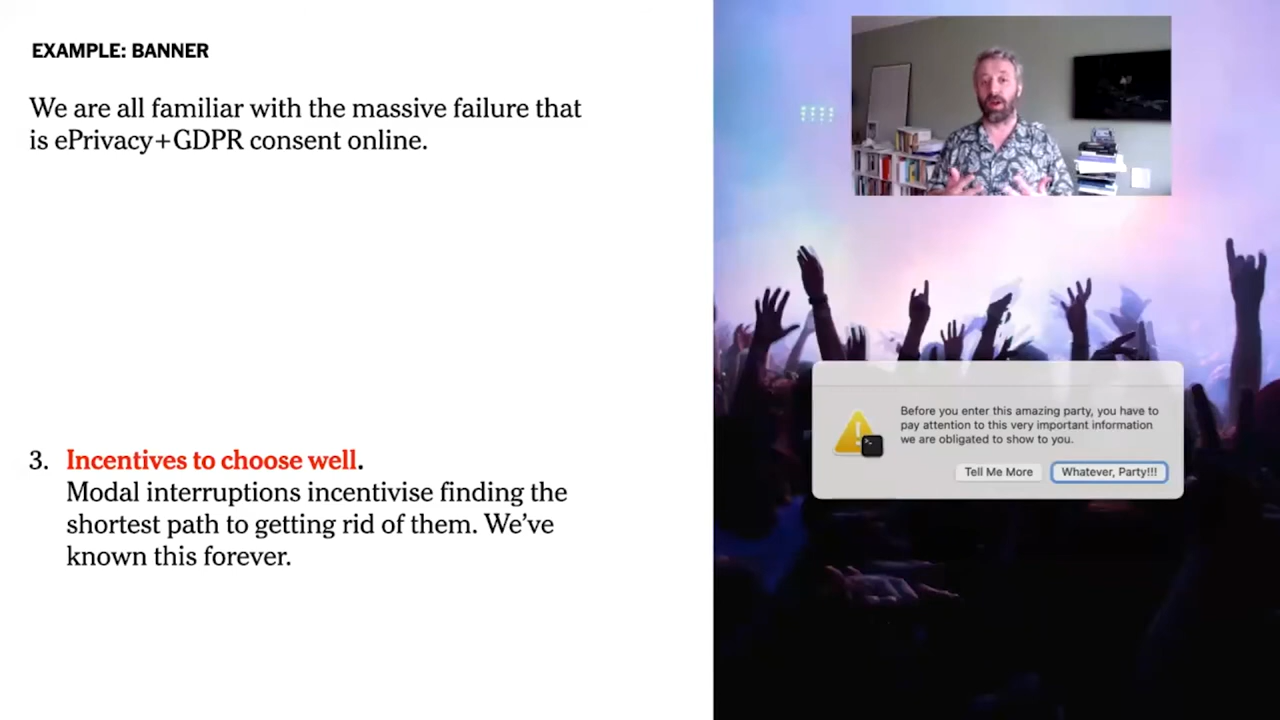 EXAMPLE: BANNER
We are all familiar with the massive failure that
is ePrivacy+GDPR consent online.
3. Incentives to choose well.
Modal interruptions incentivise finding the
shortest path to getting rid of them. We’ve
known this forever.
Before you enter this amazing party, you have to
pay attention to this very important information
we are obligated to show to you.
Tell Me More
Whatever, Party!!!